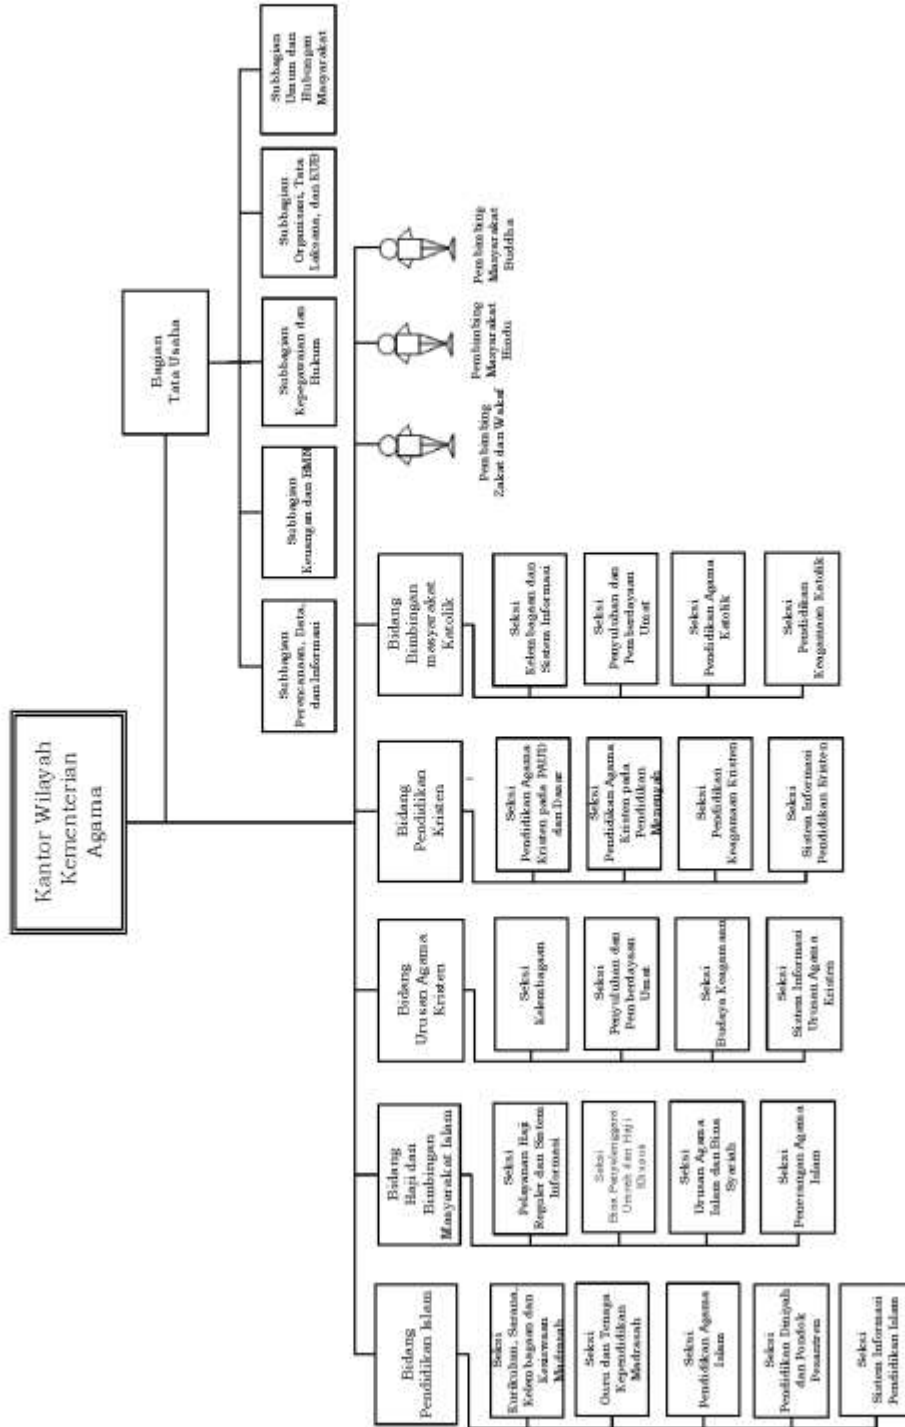 Kantor Wilayah
Kementerian
Agama
Bagian
Tata Usaha
Subbagian
Perencanaan, Data,
dan Informasi
Subbagian
Keuangan dan BMN
Subbagian
Kepegawaian dan
Hukum
Subbagian
Organisasi, Tata
Laksana, dan KUB
Subbagian
Umum dan
Hubungan
Masyarakat
Bidang
Pendidikan Islam
Seksi
Kurikulum, Sarana,
Kelembagaan dan
Kesiswaan
Madrasah
Seksi
Guru dan Tenaga
Kependidikan
Madrasah
Seksi
Pendidikan Agama
Islam
Seksi
Pendidikan Diniyah
dan Pondok
Pesantren
Seksi
Sistem Informasi
Pendidikan Islam
Bidang
Haji dan
Bimbingan
Masyarakat Islam
Seksi
Pelayanan Haji
Reguler dan Sistem
Informasi
Seksi
Bina Penyelenggara
Umrah dan Haji
Khusus
Seksi
Urusan Agama
Islam dan Bina
Syariah
Seksi
Penerangan Agama
Islam
Bidang
Urusan Agama
Kristen
Seksi
Kelembagaan
Seksi
Penyuluhan dan
Pemberdayaan
Umat
Seksi
Budaya Keagamaan
Seksi
Sistem Informasi
Urusan Agama
Kristen
Bidang
Pendidikan
Kristen
Seksi
Pendidikan Agama
Kristen pada PAUD
dan Dasar
Seksi
Pendidikan Agama
Kristen pada
Pendidikan
Menengah
Seksi
Pendidikan
Keagamaan Kristen
Seksi
Sistem Informasi
Pendidikan Kristen
Bidang
Bimbingan
masyarakat
Katolik
Seksi
Kelembagaan dan
Sistem Informasi
Seksi
Penyuluhan dan
Pemberdayaan
Umat
Seksi
Pendidikan Agama
Katolik
Seksi
Pendidikan
Keagamaan Katolik
Pembimbing
Zakat dan Wakaf
Pembimbing
Masyarakat
Hindu
Pembimbing
Masyarakat
Buddha